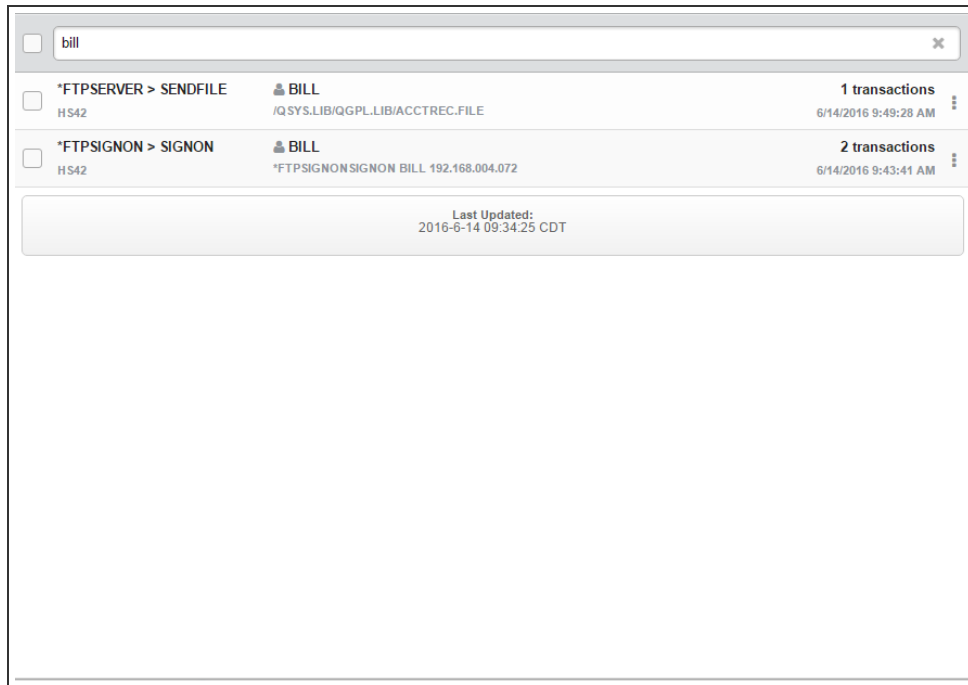 bill
*FTPSERVER > SENDFILE BILL 1 transactions
HS42 /QSYS.LIB/QGPL.LIB/ACCTREC.FILE 6/14/2016 9:49:28 AM
*FTPSIGNON > SIGNON BILL 2 transactions
HS42 *FTPSIGNONSIGNON BILL 192.168.004.072 6/14/2016 9:43:41 AM
Last Updated:
2016-6-14 09:34:25 CDT